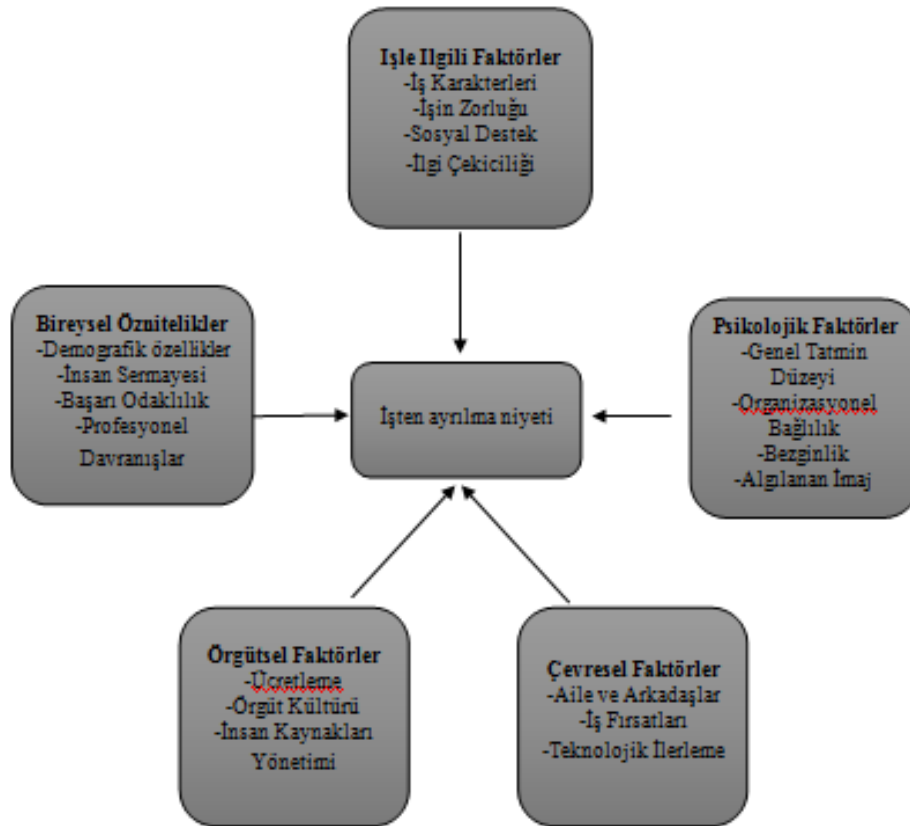 Işle Ilgili Faktörler
-İş Karakterleri
-İşin Zorluğu
-Sosyal Destek
-İlgi Çekiciliği
Bireysel Öznitelikler
-Demografik özellikler
-İnsan Sermayesi
-Başarı Odaklılık
-Profesyonel
Davranışlar
İşten ayrılma niyeti
Psikolojik Faktörler
-Genel Tatmin
Düzeyi
-Organizasyonel
Bağlılık
-Bezginlik
-Algılanan İmaj
Örgütsel Faktörler
-Ücretleme
-Örgüt Kültürü
-İnsan Kaynakları
Yönetimi
Çevresel Faktörler
-Aile ve Arkadaşlar
-İş Fırsatları
-Teknolojik İlerleme